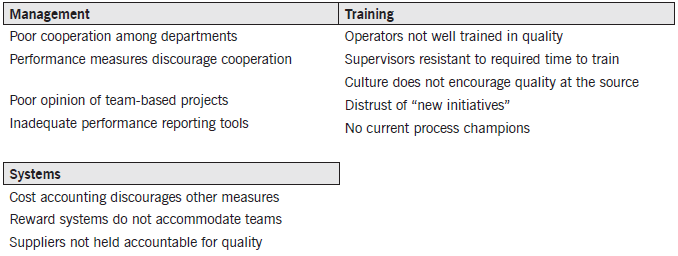 Management
Poor cooperation among departments
Performance measures discourage cooperation
Poor opinion of team-based projects
Inadequate performance reporting tools
Training
Operators not well trained in quality
Supervisors resistant to required time to train
Culture does not encourage quality at the source
Distrust of “new initiatives”
No current process champions
Systems
Cost accounting discourages other measures
Reward systems do not accommodate teams
Suppliers not held accountable for quality